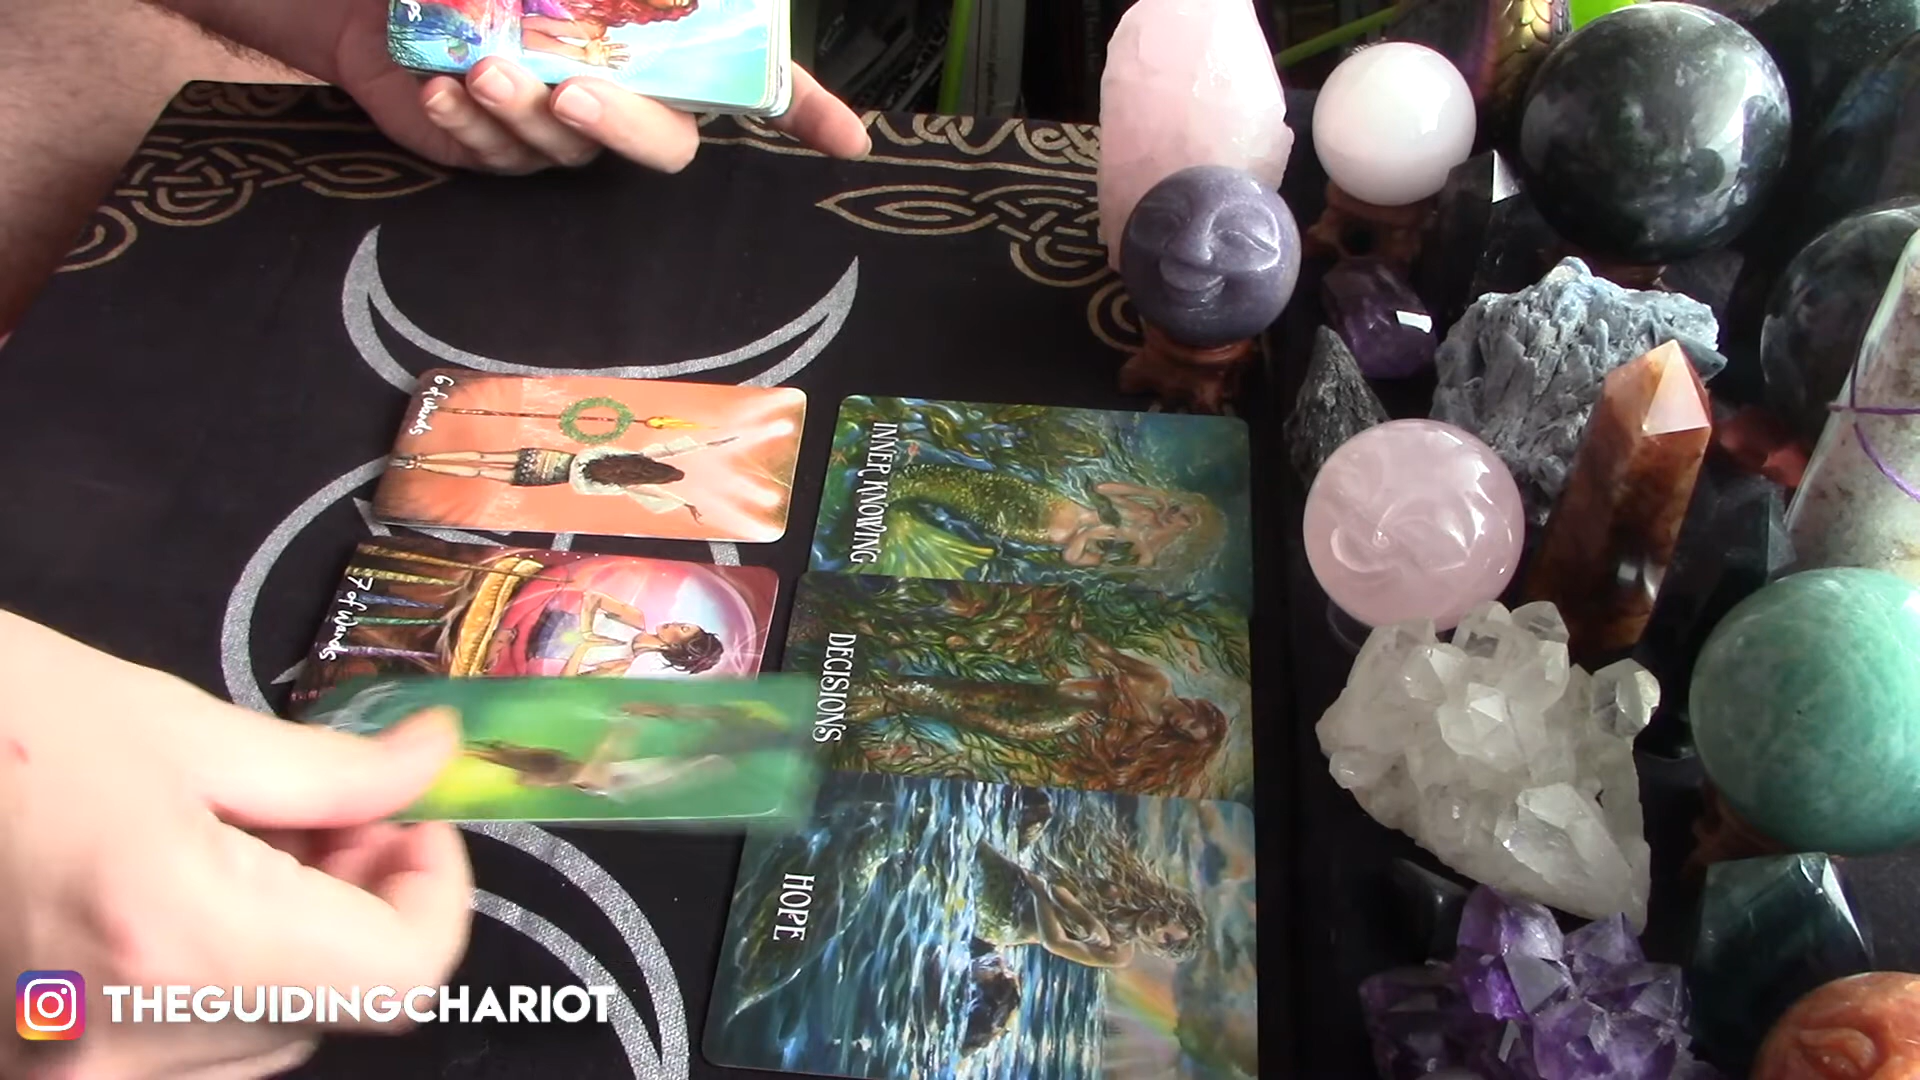 6 of wands
INNER KNOWING
7 of Wands
DECISIONS
HOPE
THEGUIDINGCHARIOT